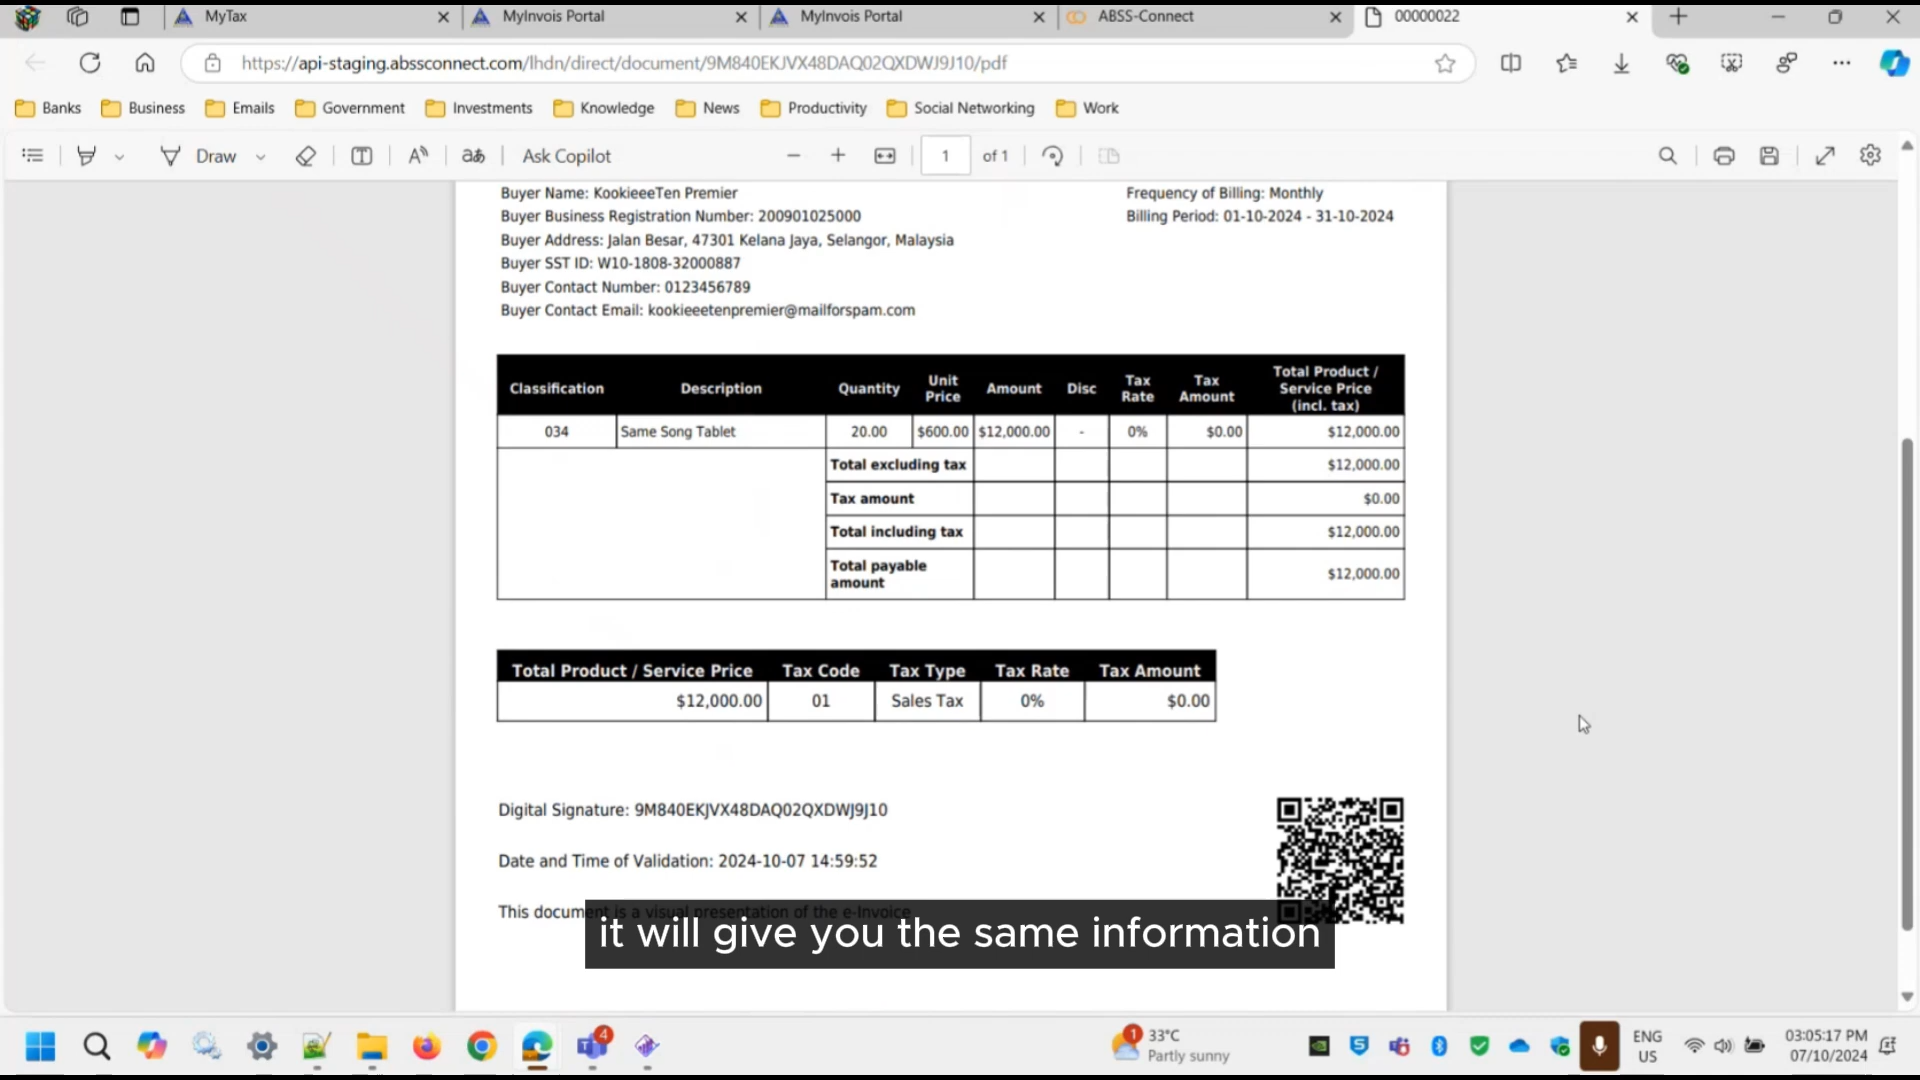 MyTax
MyInvois Portal
MyInvois Portal
ABSS-Connect
00000022
https://api-staging.abssconnect.com/lhdn/direct/document/9M840EKJVX48DAQ02QXDWJ9J10/pdf
Banks Business Emails Government Investments Knowledge News Productivity Social Networking Work
Draw aあ Ask Copilot 1 of 1
Buyer Name: KookieeeTen Premier
Buyer Business Registration Number: 200901025000
Buyer Address: Jalan Besar, 47301 Kelana Jaya, Selangor, Malaysia
Buyer SST ID: W10-1808-32000887
Buyer Contact Number: 0123456789
Buyer Contact Email: kookieeetenpremier@mailforspam.com
Frequency of Billing: Monthly
Billing Period: 01-10-2024 - 31-10-2024
Classification Description Quantity Unit Price Amount Disc Tax Rate Tax Amount Total Product / Service Price (incl. tax)
034 Same Song Tablet 20.00 $600.00 $12,000.00 - 0% $0.00 $12,000.00
Total excluding tax $12,000.00
Tax amount $0.00
Total including tax $12,000.00
Total payable amount $12,000.00
Total Product / Service Price Tax Code Tax Type Tax Rate Tax Amount
$12,000.00 01 Sales Tax 0% $0.00
Digital Signature: 9M840EKJVX48DAQ02QXDWJ9J10
Date and Time of Validation: 2024-10-07 14:59:52
This document is a visual presentation of the e-Invoice
it will give you the same information
4
1
33°C
Partly sunny
ENG
US
03:05:17 PM
07/10/2024